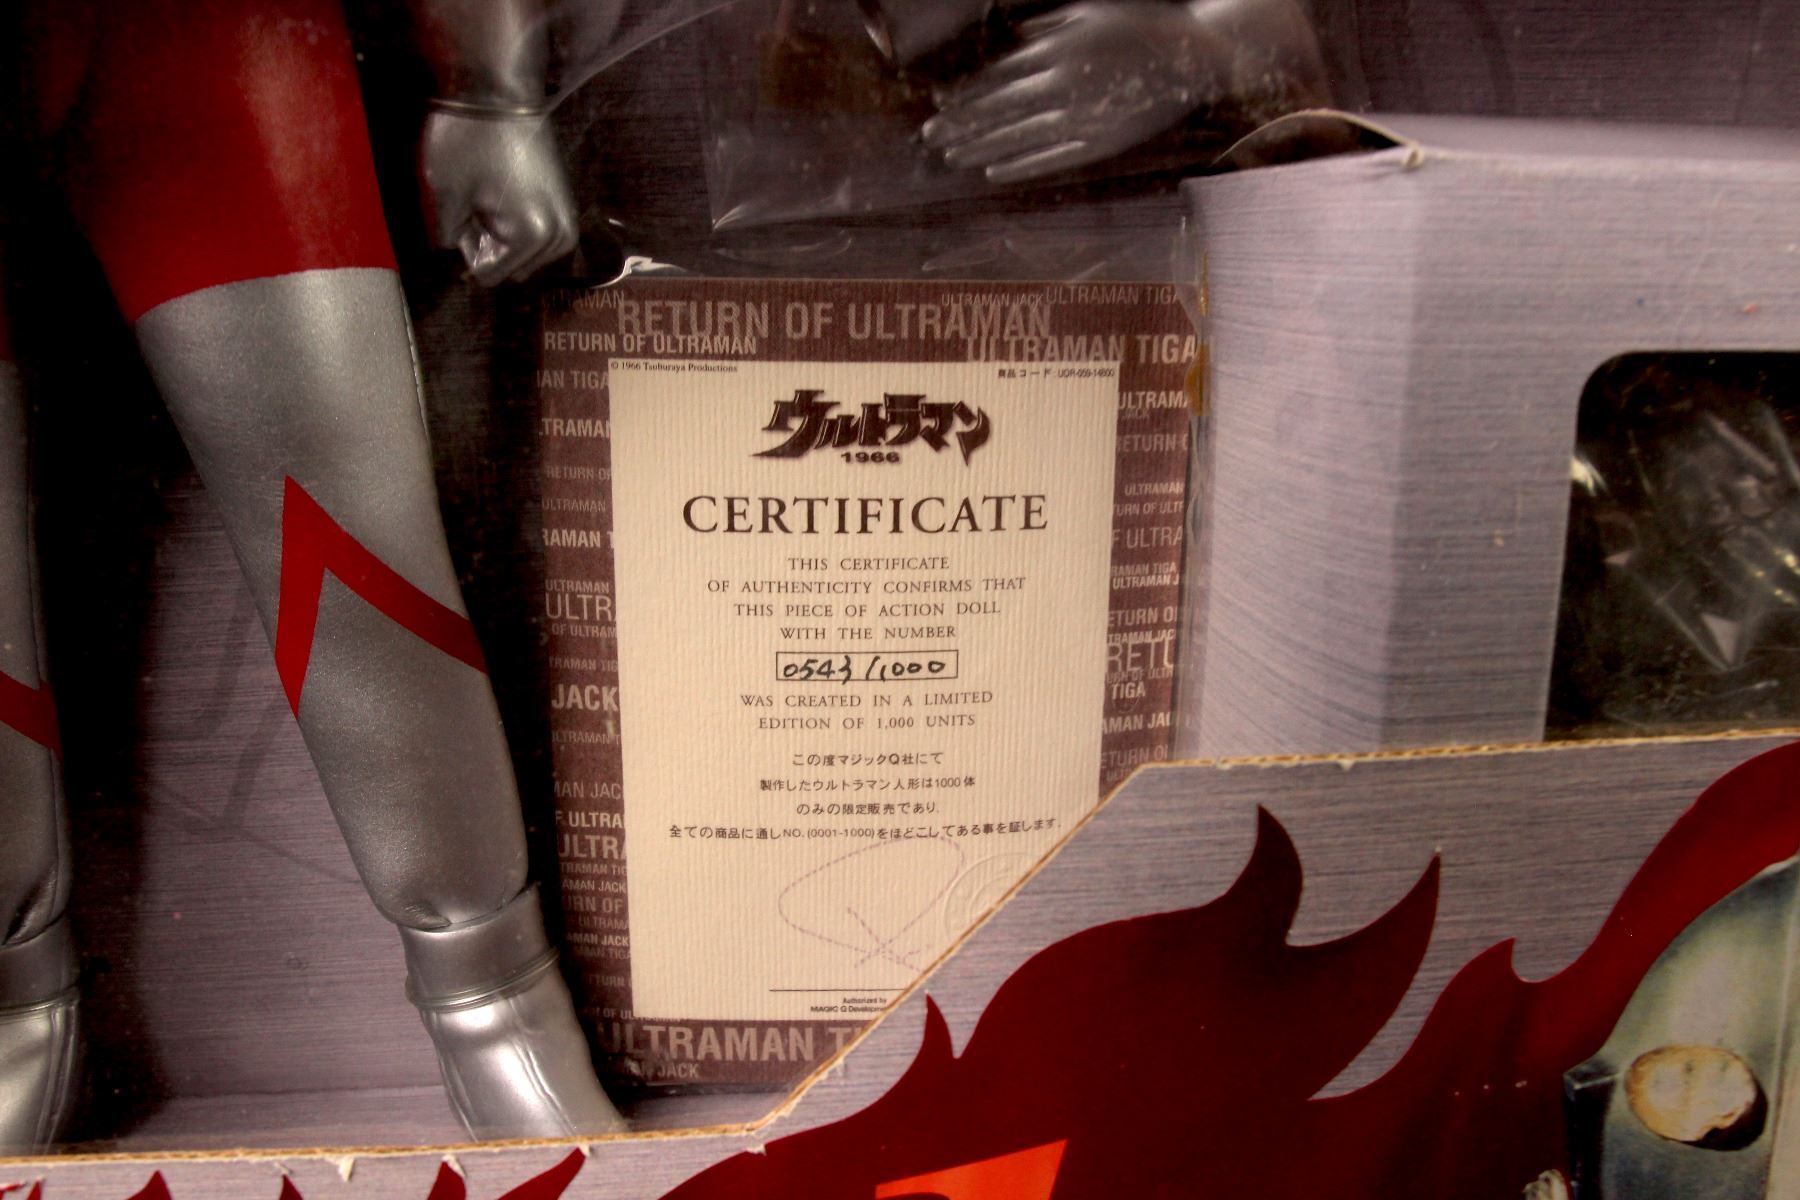 ULTRAMAN JACK ULTRAMAN TIGA
RETURN OF ULTRAMAN
RETURN OF ULTRAMAN
ULTRAMAN TIGA
© 1966 Tsuburaya Productions
商品コード: UOR-059-14800
ウルトラマン
1966
CERTIFICATE
THIS CERTIFICATE
OF AUTHENTICITY CONFIRMS THAT
THIS PIECE OF ACTION DOLL
WITH THE NUMBER
0543/1000
WAS CREATED IN A LIMITED
EDITION OF 1,000 UNITS
この度マジックQ社にて
製作したウルトラマン人形は1000体
のみの限定販売であり、
全ての商品に通しNO.(0001-1000)をほどこしてある事を証します.
Authorized by
MAGIC Q Developme
ULTRAMAN T
JACK